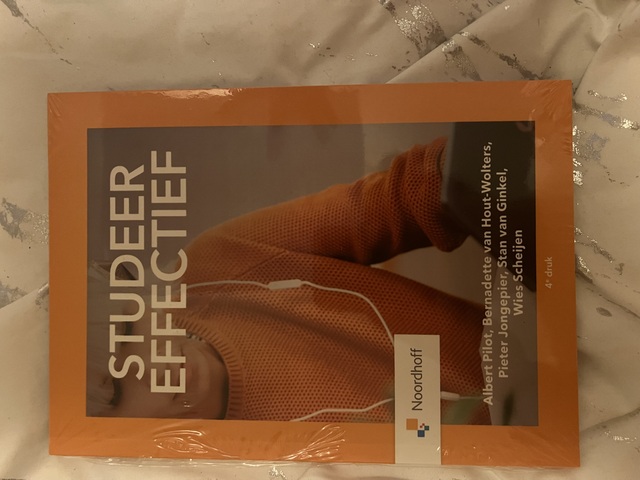 STUDEER
EFFECTIEF
Albert Pilot, Bernadette van Hout-Wolters,
Pieter Jongepier, Stan van Ginkel,
Wies Scheijen
4e druk
Noordhoff